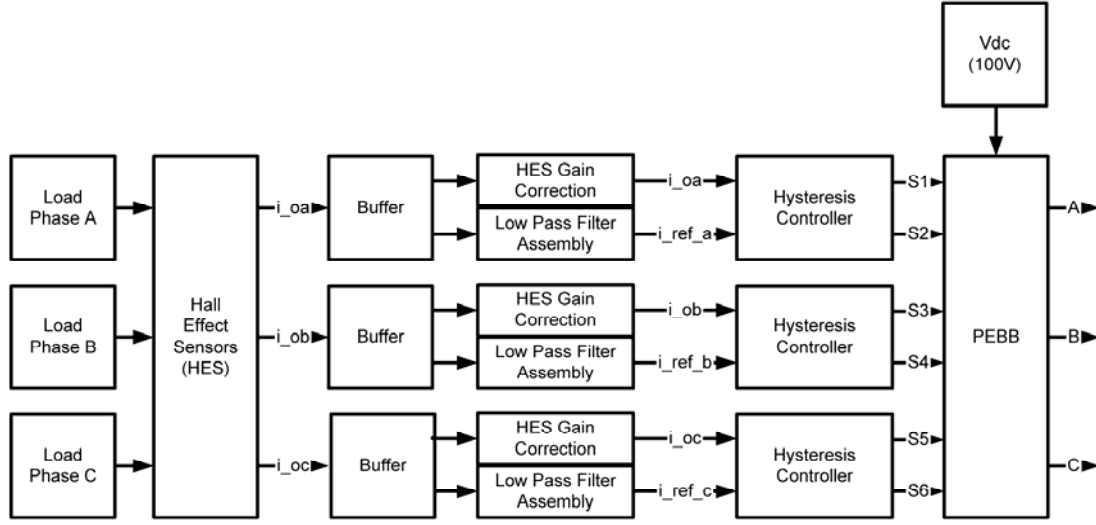 Vdc
(100V)
Load
Phase A
i_oa
Buffer
HES Gain
Correction
Low Pass Filter
Assembly
i_oa
i_ref_a
Hysteresis
Controller
S1
S2
A
Hall
Effect
Sensors
(HES)
Load
Phase B
i_ob
Buffer
HES Gain
Correction
Low Pass Filter
Assembly
i_ob
i_ref_b
Hysteresis
Controller
S3
S4
PEBB
B
Load
Phase C
i_oc
Buffer
HES Gain
Correction
Low Pass Filter
Assembly
i_oc
i_ref_c
Hysteresis
Controller
S5
S6
C